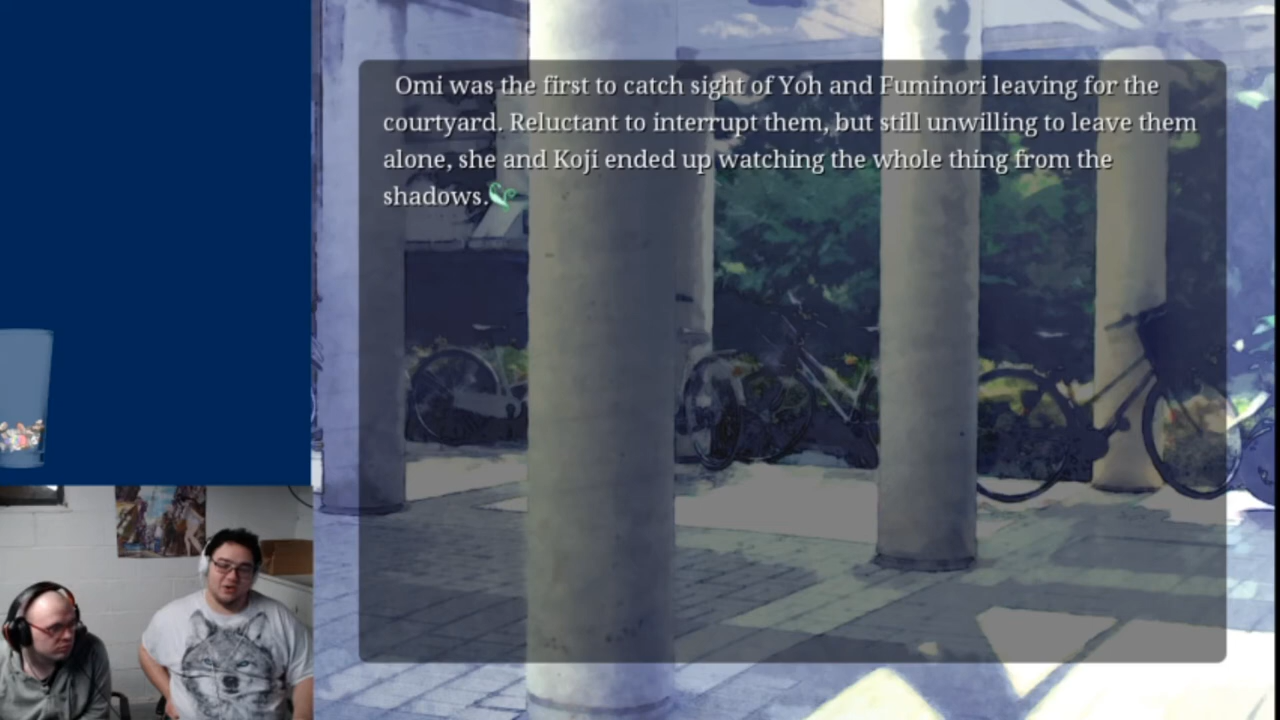 Omi was the first to catch sight of Yoh and Fuminori leaving for the
courtyard. Reluctant to interrupt them, but still unwilling to leave them
alone, she and Koji ended up watching the whole thing from the
shadows.